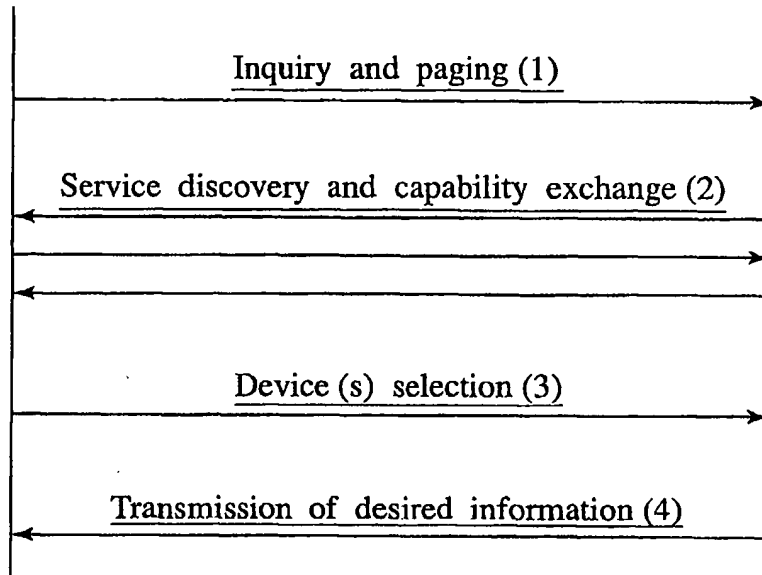 Inquiry and paging (1)
Service discovery and capability exchange (2)
Device (s) selection (3)
Transmission of desired information (4)